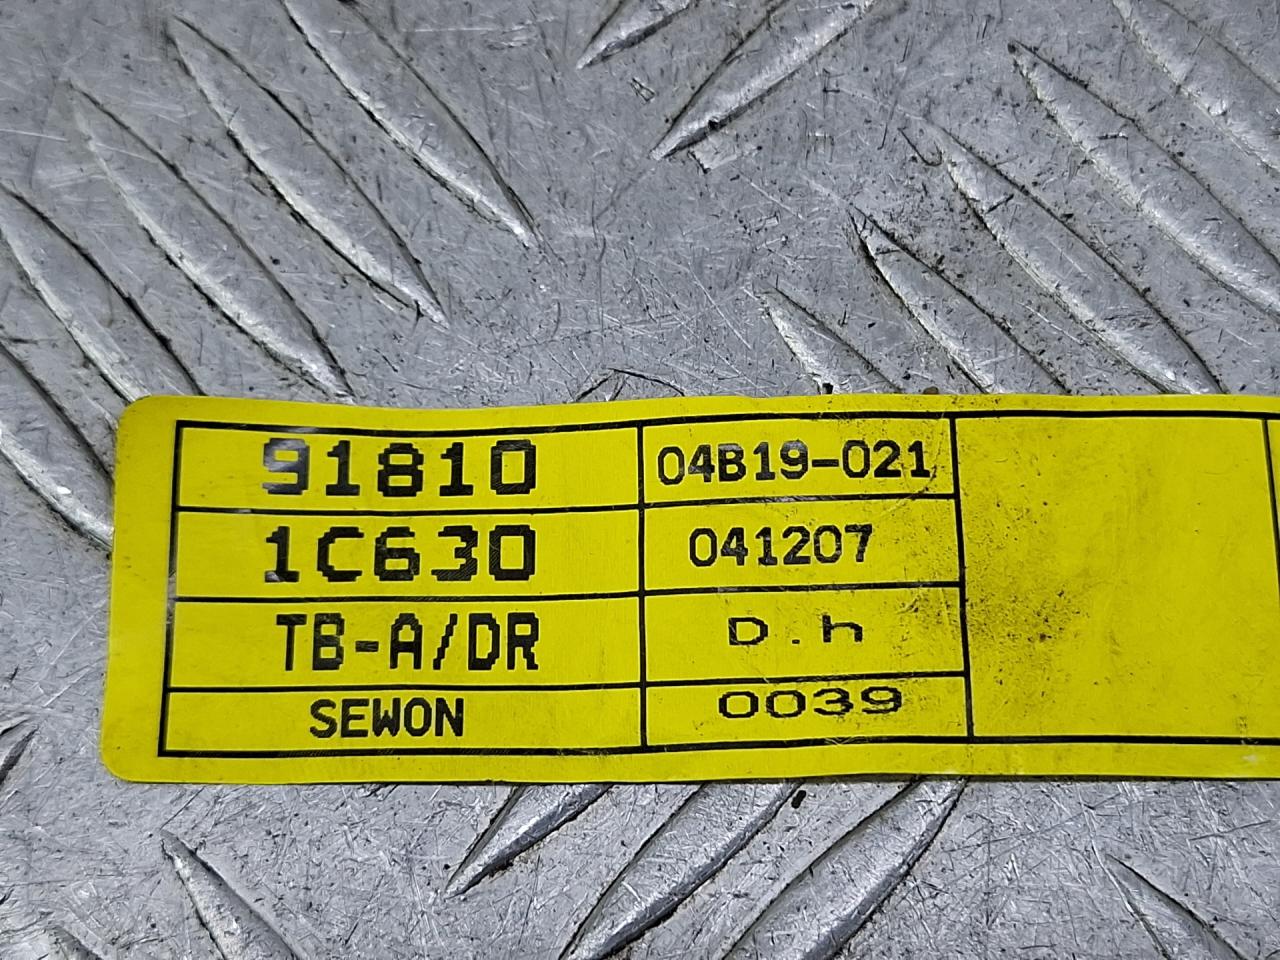 91810 04B19-021
1C630 041207
TB-A/DR D.h
SEWON 0039